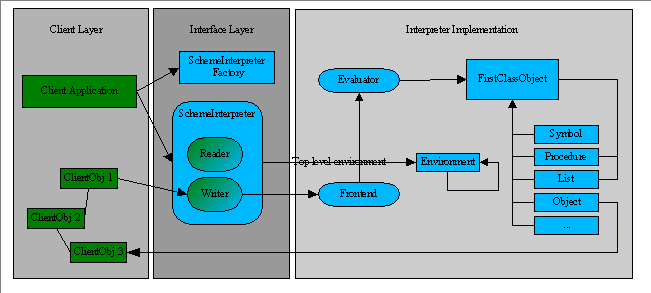 Client Layer
Interface Layer
Interpreter Implementation
Client Application
SchemeInterpreter
Factory
SchemeInterpreter
Reader
Writer
ClientObj 1
ClientObj 2
ClientObj 3
Evaluator
FirstClassObject
Top level environment
Environment
Frontend
Symbol
Procedure
List
Object
...